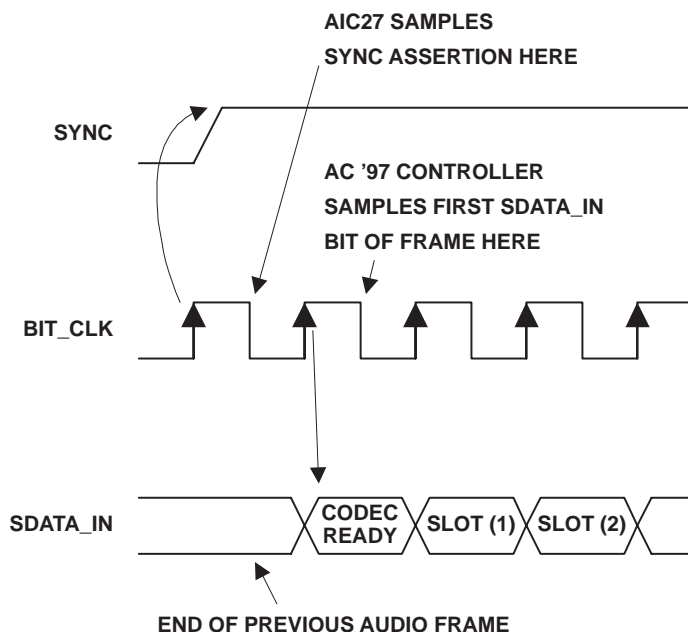 AIC27 SAMPLES
SYNC ASSERTION HERE
SYNC
AC '97 CONTROLLER
SAMPLES FIRST SDATA_IN
BIT OF FRAME HERE
BIT_CLK
SDATA_IN
CODEC
READY
SLOT (1)
SLOT (2)
END OF PREVIOUS AUDIO FRAME